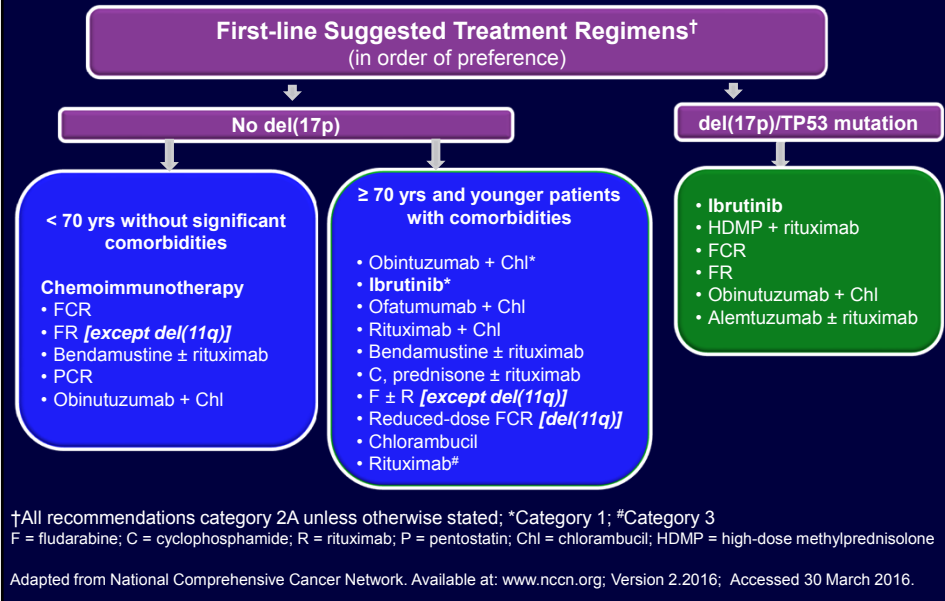 First-line Suggested Treatment Regimens†
(in order of preference)
No del(17p)
del(17p)/TP53 mutation
< 70 yrs without significant
comorbidities
Chemoimmunotherapy
• FCR
• FR [except del(11q)]
• Bendamustine ± rituximab
• PCR
• Obinutuzumab + Chl
≥ 70 yrs and younger patients
with comorbidities
• Obintuzumab + Chl*
• Ibrutinib*
• Ofatumumab + Chl
• Rituximab + Chl
• Bendamustine ± rituximab
• C, prednisone ± rituximab
• F ± R [except del(11q)]
• Reduced-dose FCR [del(11q)]
• Chlorambucil
• Rituximab#
• Ibrutinib
• HDMP + rituximab
• FCR
• FR
• Obinutuzumab + Chl
• Alemtuzumab ± rituximab
†All recommendations category 2A unless otherwise stated; *Category 1; #Category 3
F = fludarabine; C = cyclophosphamide; R = rituximab; P = pentostatin; Chl = chlorambucil; HDMP = high-dose methylprednisolone
Adapted from National Comprehensive Cancer Network. Available at: www.nccn.org; Version 2.2016; Accessed 30 March 2016.